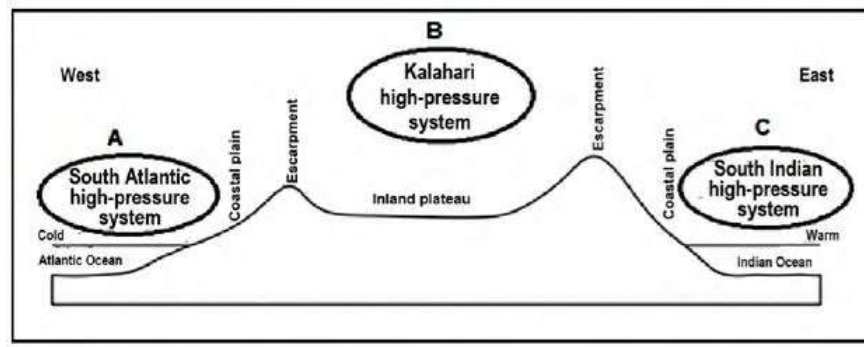 B
West
Kalahari
high-pressure
system
East
Escarpment
Escarpment
A
C
Coastal plain
Coastal plain
South Atlantic
high-pressure
system
Inland plateau
South Indian
high-pressure
system
Cold
Warm
Atlantic Ocean
Indian Ocean